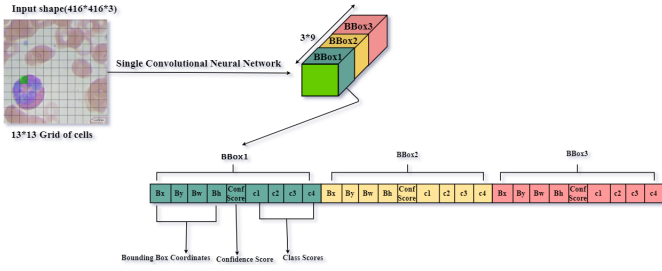 Input shape(416*416*3)
3*9
BBox3
BBox2
BBox1
Single Convolutional Neural Network
13*13 Grid of cells
BBox1 BBox2 BBox3
Bx By Bw Bh Conf Score c1 c2 c3 c4 Bx By Bw Bh Conf Score c1 c2 c3 c4 Bx By Bw Bh Conf Score c1 c2 c3 c4
Bounding Box Coordinates Confidence Score Class Scores